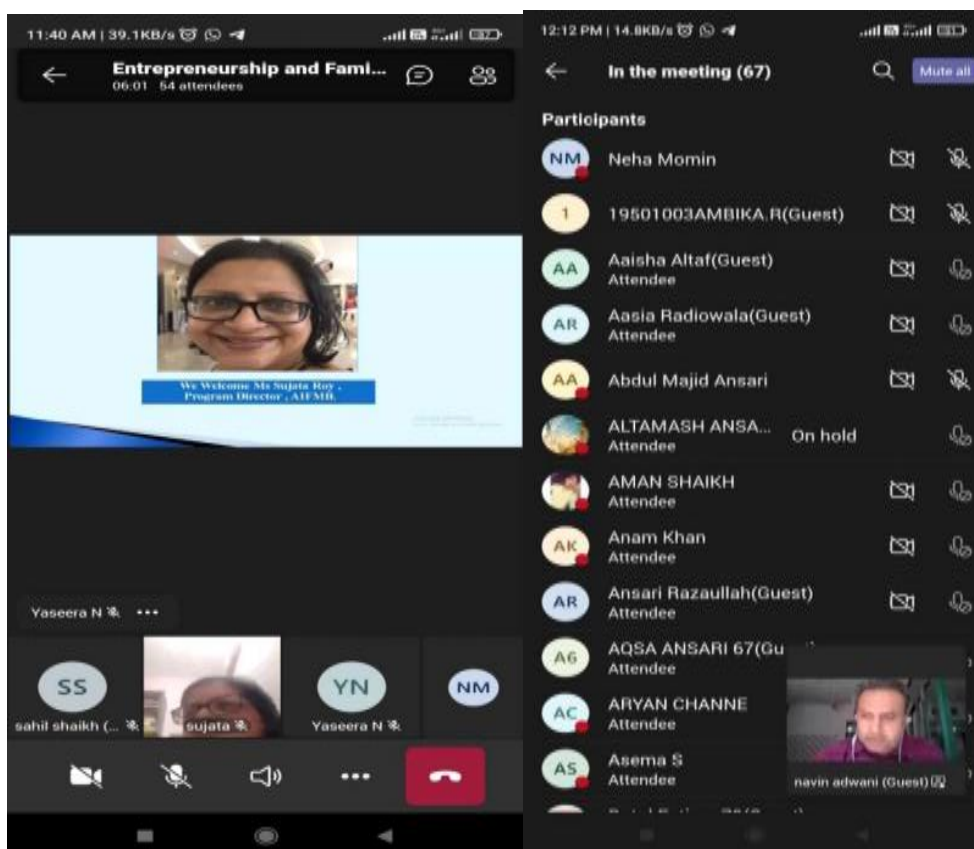 11:40 AM | 39.1KB/s
Entrepreneurship and Fami...
06:01 54 attendees
We Welcome Ms Sujata Roy ,
Program Director , AIFMB.
Yaseera N
SS
sahil shaikh (...
sujata
YN
Yaseera N
NM
12:12 PM | 14.8KB/s
In the meeting (67)
Mute all
Participants
NM
Neha Momin
1
19501003AMBIKA.R(Guest)
AA
Aaisha Altaf(Guest)
Attendee
AR
Aasia Radiowala(Guest)
Attendee
AA
Abdul Majid Ansari
ALTAMASH ANSA...
On hold
Attendee
AMAN SHAIKH
Attendee
AK
Anam Khan
Attendee
AR
Ansari Razaullah(Guest)
Attendee
A6
AQSA ANSARI 67(Gu
Attendee
AC
ARYAN CHANNE
Attendee
AS
Asema S
Attendee
navin adwani (Guest)